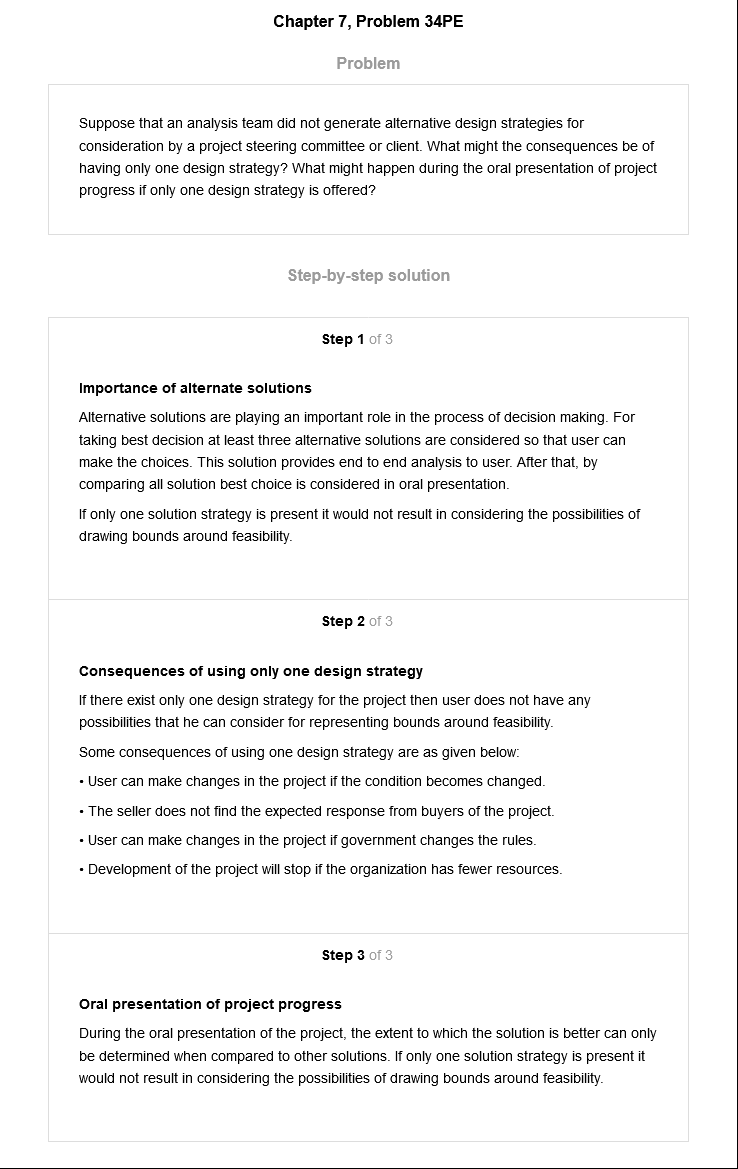 Chapter 7, Problem 34PE
Problem
Suppose that an analysis team did not generate alternative design strategies for
consideration by a project steering committee or client. What might the consequences be of
having only one design strategy? What might happen during the oral presentation of project
progress if only one design strategy is offered?
Step-by-step solution
Step 1 of 3
Importance of alternate solutions
Alternative solutions are playing an important role in the process of decision making. For
taking best decision at least three alternative solutions are considered so that user can
make the choices. This solution provides end to end analysis to user. After that, by
comparing all solution best choice is considered in oral presentation.
If only one solution strategy is present it would not result in considering the possibilities of
drawing bounds around feasibility.
Step 2 of 3
Consequences of using only one design strategy
If there exist only one design strategy for the project then user does not have any
possibilities that he can consider for representing bounds around feasibility.
Some consequences of using one design strategy are as given below:
• User can make changes in the project if the condition becomes changed.
• The seller does not find the expected response from buyers of the project.
• User can make changes in the project if government changes the rules.
• Development of the project will stop if the organization has fewer resources.
Step 3 of 3
Oral presentation of project progress
During the oral presentation of the project, the extent to which the solution is better can only
be determined when compared to other solutions. If only one solution strategy is present it
would not result in considering the possibilities of drawing bounds around feasibility.